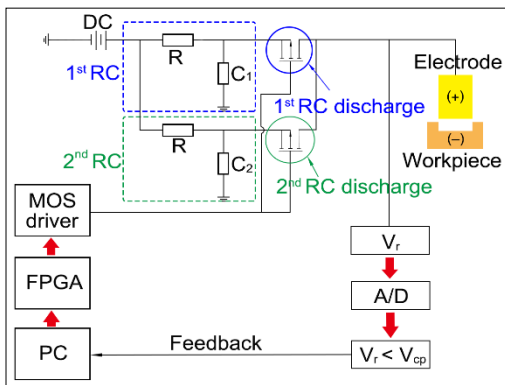 DC
R
C₁
1ˢᵗ RC
1ˢᵗ RC discharge
Electrode
(+)
(−)
Workpiece
R
C₂
2ⁿᵈ RC
2ⁿᵈ RC discharge
MOS
driver
FPGA
PC
Vᵣ
A/D
Vᵣ < V꜀ₚ
Feedback